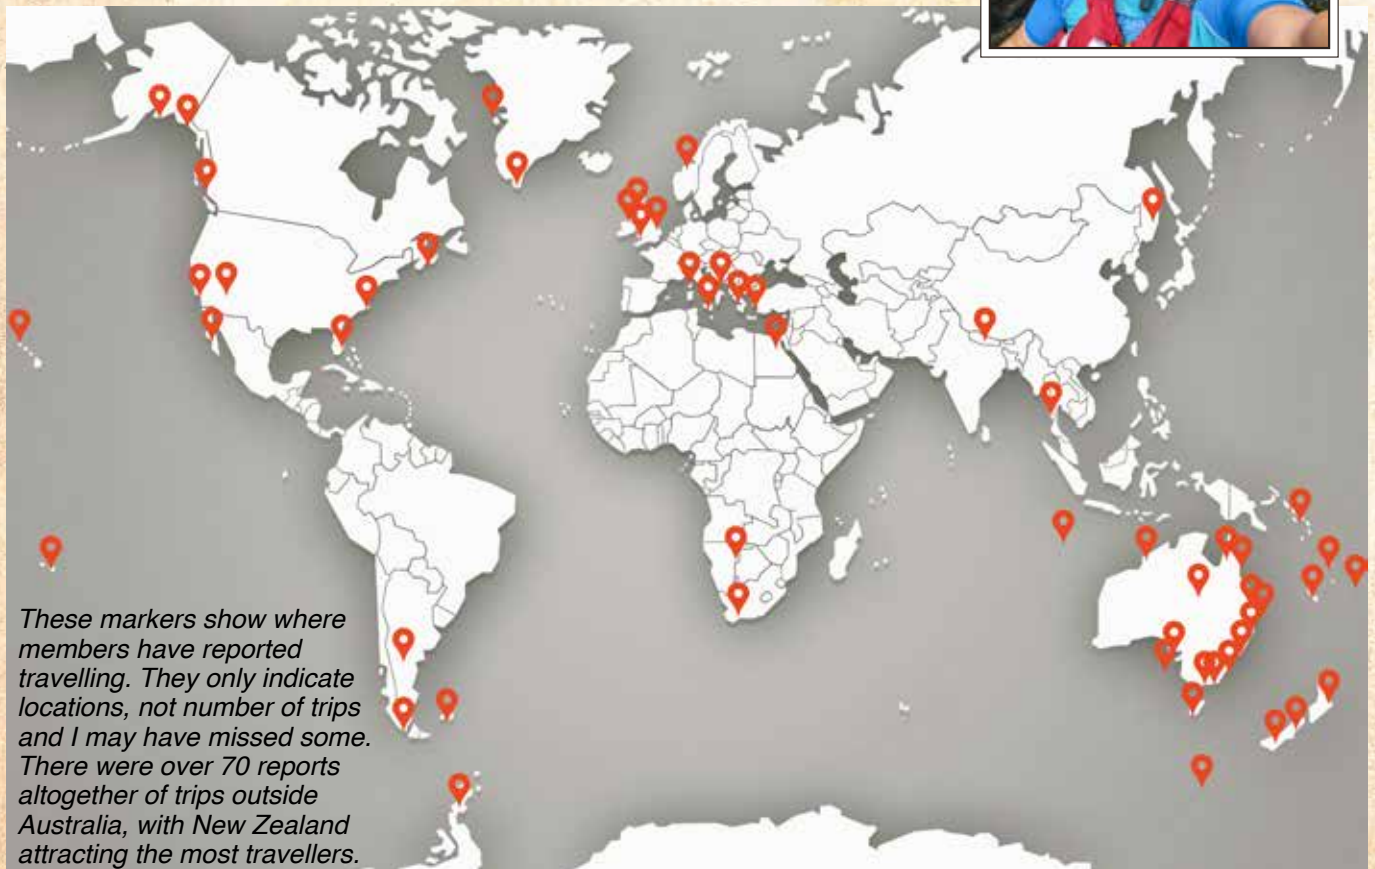 These markers show where
members have reported
travelling. They only indicate
locations, not number of trips
and I may have missed some.
There were over 70 reports
altogether of trips outside
Australia, with New Zealand
attracting the most travellers.